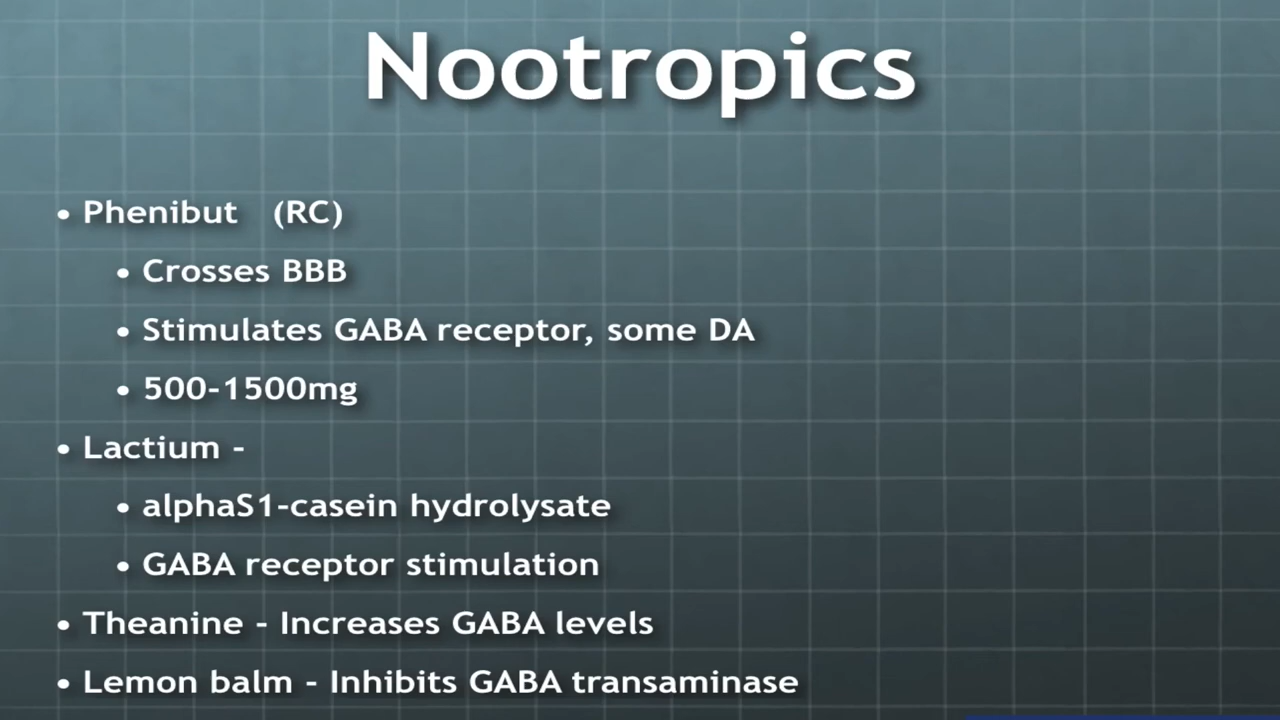 Nootropics
• Phenibut (RC)
• Crosses BBB
• Stimulates GABA receptor, some DA
• 500-1500mg
• Lactium -
• alphaS1-casein hydrolysate
• GABA receptor stimulation
• Theanine - Increases GABA levels
• Lemon balm - Inhibits GABA transaminase